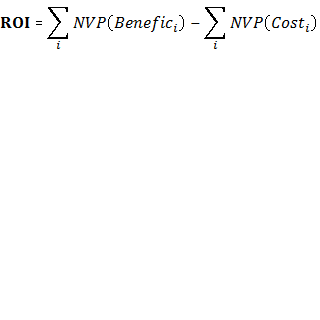 ROI = ∑_i NVP(Benefic_i) − ∑_i NVP(Cost_i)